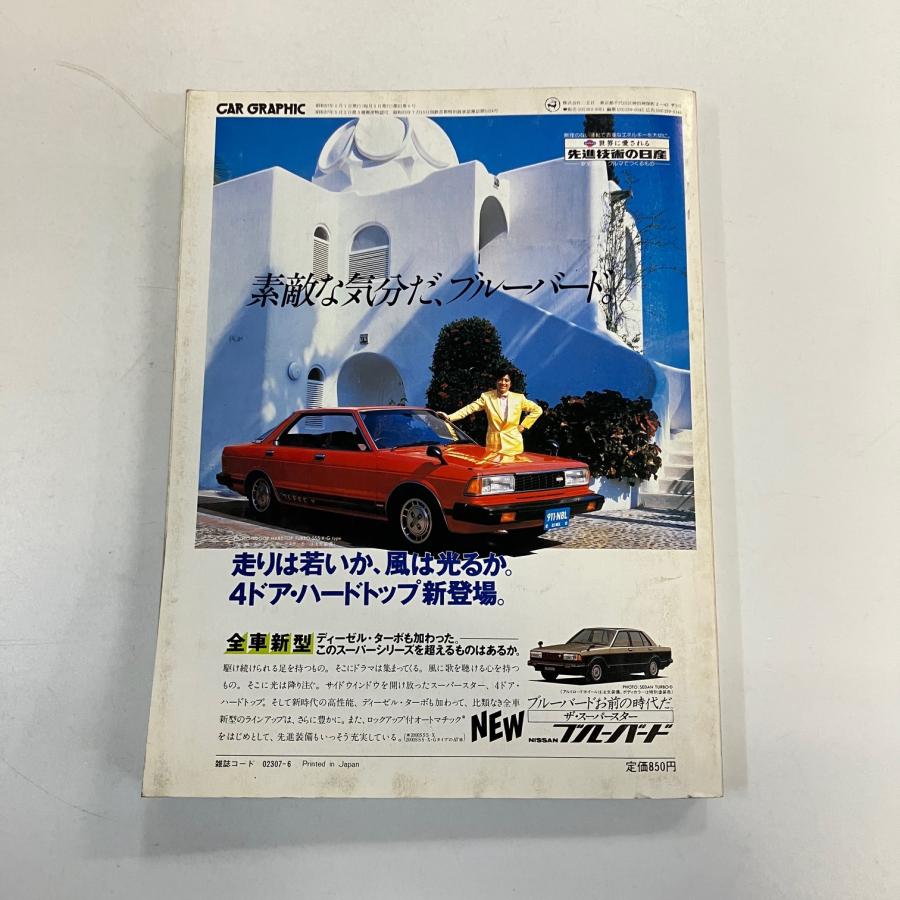 CAR GRAPHIC
世界に愛される
先進技術の日産
素敵な気分だ、ブルーバード。
911-NBL
走りは若いか、風は光るか。
4ドア・ハードトップ新登場。
全車新型 ディーゼル・ターボも加わった。
このスーパーシリーズを超えるものはあるか。
駆け続けられる足を持つもの。そこにドラマは集まってくる。風に歌を聴ける心を持つ
もの。そこに光は降り注ぐ。サイドウインドウを開け放ったスーパースター、4ドア・
ハードトップ。そして新時代の高性能、ディーゼル・ターボも加わって、比類なき全車
新型のラインアップは、さらに豊かに。また、ロックアップ付オートマチック※
をはじめとして、先進装備もいっそう充実している。
PHOTO:SEDAN TURBO
ブルーバードお前の時代だ。
ザ・スーパースター
NEW
NISSAN ブルーバード
雑誌コード 02307-6 Printed in Japan
定価850円